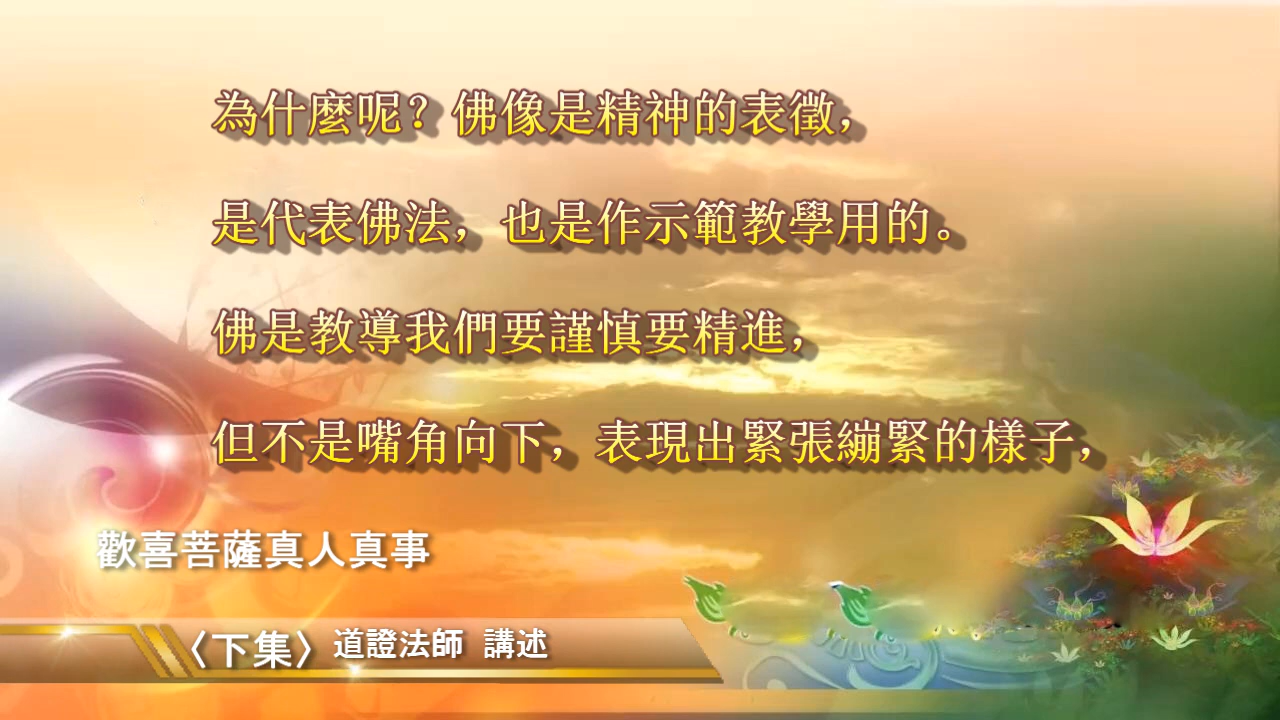 為什麼呢？佛像是精神的表徵，
是代表佛法，也是作示範教學用的。
佛是教導我們要謹慎要精進，
但不是嘴角向下，表現出緊張繃緊的樣子，
歡喜菩薩真人真事
〈下集〉道證法師 講述